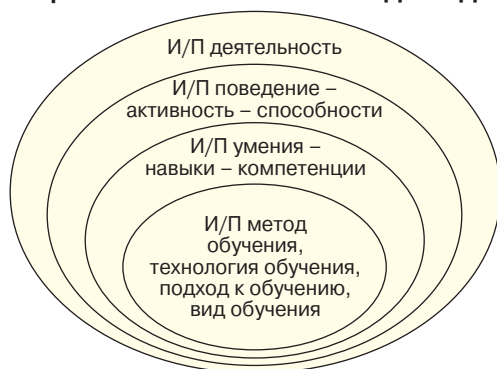 И/П деятельность
И/П поведение –
активность – способности
И/П умения –
навыки – компетенции
И/П метод
обучения,
технология обучения,
подход к обучению,
вид обучения